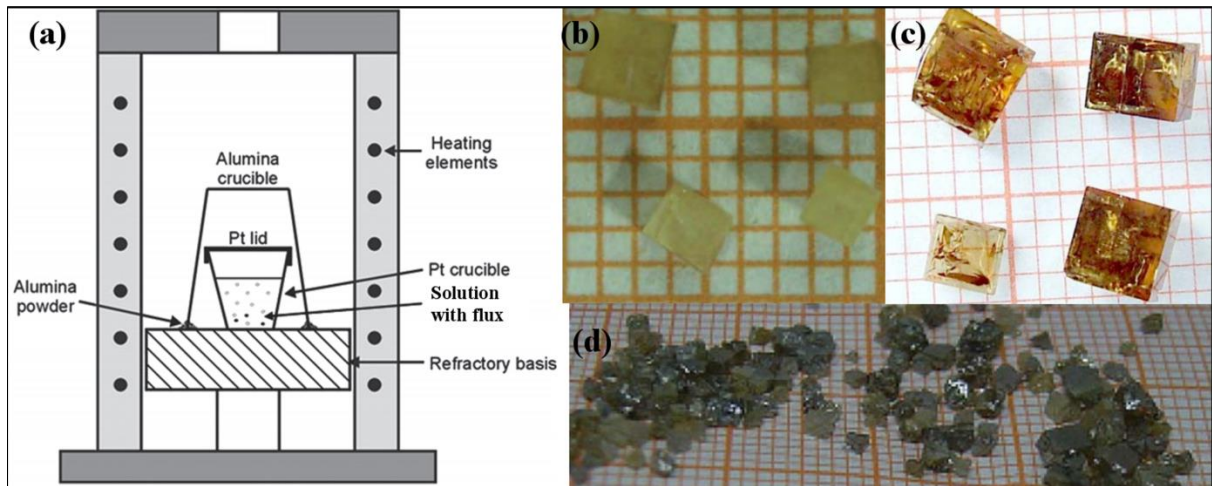 (a)
Heating
elements
Alumina
crucible
Pt lid
Alumina
powder
Pt crucible
Solution
with flux
Refractory basis
(b)
(c)
(d)